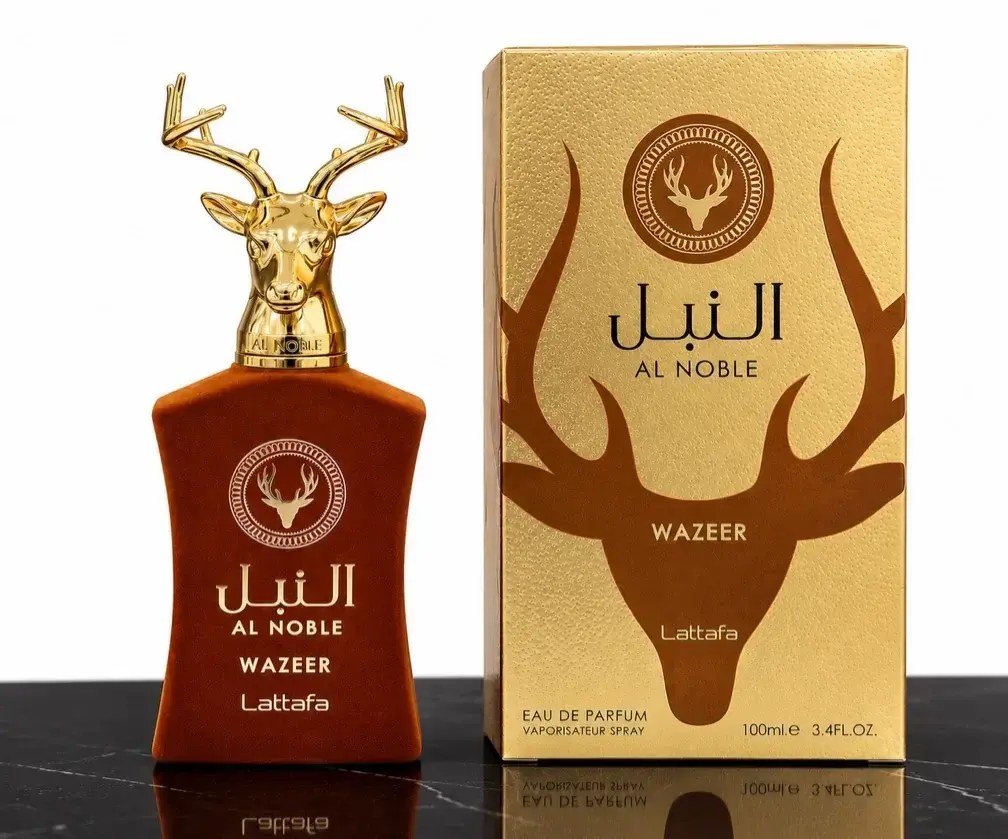 AL NOBLE
النبل
AL NOBLE
WAZEER
Lattafa
النبل
AL NOBLE
WAZEER
Lattafa
EAU DE PARFUM
VAPORISATEUR SPRAY
100ml.e 3.4FL.OZ.